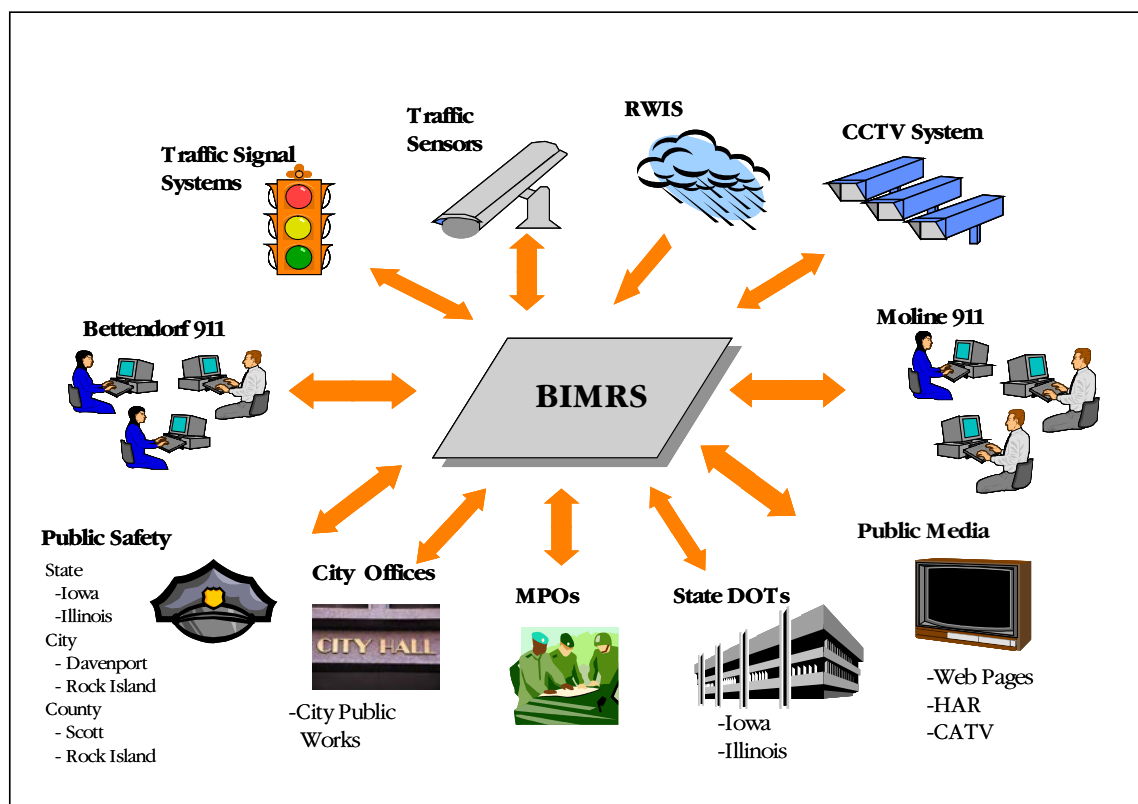 Traffic Signal
Systems
Traffic
Sensors
RWIS
CCTV System
Bettendorf 911
BIMRS
Moline 911
Public Safety
State
-Iowa
-Illinois
City
- Davenport
- Rock Island
County
- Scott
- Rock Island
City Offices
CITY HALL
-City Public
Works
MPOs
State DOTs
-Iowa
-Illinois
Public Media
-Web Pages
-HAR
-CATV